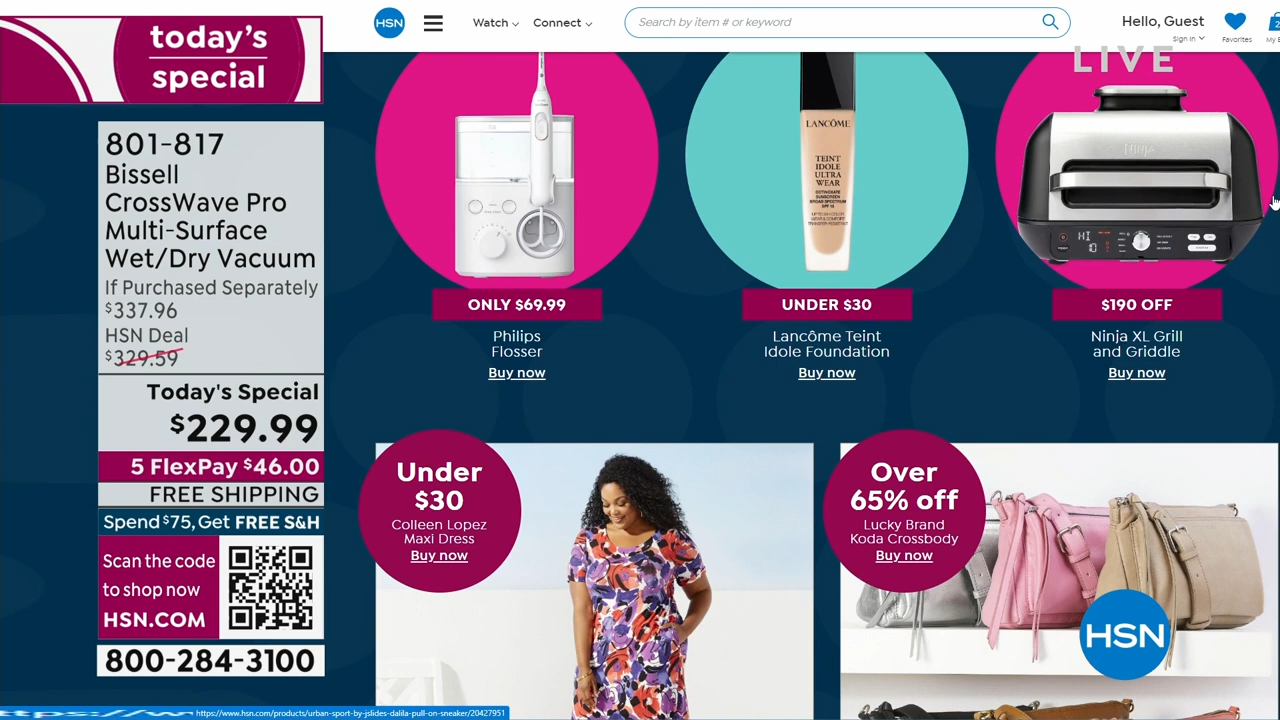 today's
special
801-817
Bissell
CrossWave Pro
Multi-Surface
Wet/Dry Vacuum
If Purchased Separately
$337.96
HSN Deal
$329.59
Today's Special
$229.99
5 FlexPay $46.00
FREE SHIPPING
Spend $75, Get FREE S&H
Scan the code
to shop now
HSN.COM
800-284-3100
HSN
Watch
Connect
Search by item # or keyword
Hello, Guest
Sign In
Favorites
LIVE
LANCÔME
TEINT
IDOLE
ULTRA
WEAR
NINJA
ONLY $69.99
Philips
Flosser
Buy now
UNDER $30
Lancôme Teint
Idole Foundation
Buy now
$190 OFF
Ninja XL Grill
and Griddle
Buy now
Under
$30
Colleen Lopez
Maxi Dress
Buy now
Over
65% off
Lucky Brand
Koda Crossbody
Buy now
HSN
https://www.hsn.com/products/urban-sport-by-jslides-dalila-pull-on-sneaker/20427951